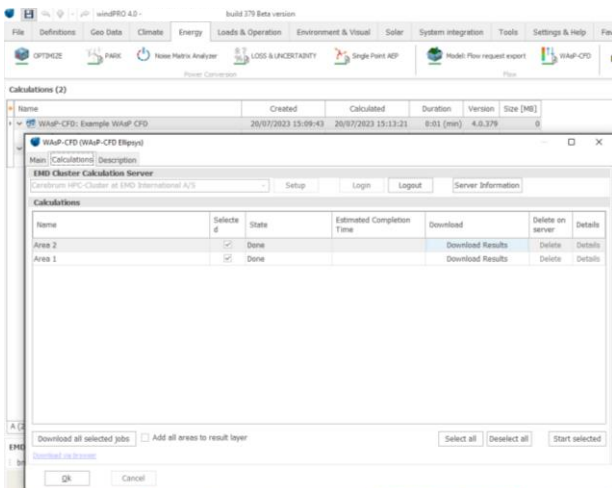 windPRO 4.0 - build 379 Beta version
File Definitions Geo Data Climate Energy Loads & Operation Environment & Visual Solar System integration Tools Settings & Help
OPTIMIZE PARK Noise Matrix Analyzer LOSS & UNCERTAINTY Single Point AEP Model: Flow request export WAsP-CFD
Power Conversion Flow
Calculations (2)
Name Created Calculated Duration Version Size [MB]
WAsP-CFD: Example WAsP CFD 20/07/2023 15:09:43 20/07/2023 15:13:21 0:01 (min) 4.0.379 0
WAsP-CFD (WAsP-CFD Ellipsys)
Main Calculations Description
EMD Cluster Calculation Server
Cerebrum HPC-Cluster at EMD International A/S Setup Login Logout Server Information
Calculations
Name Selecte State Estimated Completion Download Delete on Details
d Time server
Area 2 Done Download Results Delete Details
Area 1 Done Download Results Delete Details
Download all selected jobs Add all areas to result layer Select all Deselect all Start selected
Download via browser
Ok Cancel